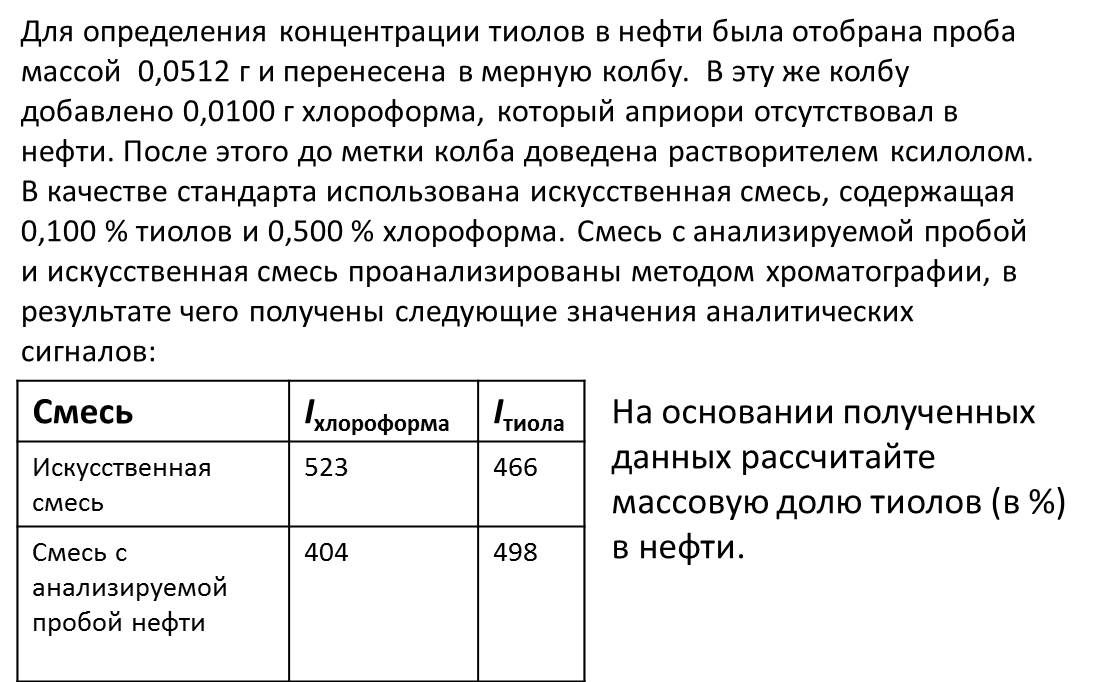 Для определения концентрации тиолов в нефти была отобрана проба
массой 0,0512 г и перенесена в мерную колбу. В эту же колбу
добавлено 0,0100 г хлороформа, который априори отсутствовал в
нефти. После этого до метки колба доведена растворителем ксилолом.
В качестве стандарта использована искусственная смесь, содержащая
0,100 % тиолов и 0,500 % хлороформа. Смесь с анализируемой пробой
и искусственная смесь проанализированы методом хроматографии, в
результате чего получены следующие значения аналитических
сигналов:
Смесь Iхлороформа Iтиола
Искусственная смесь 523 466
Смесь с анализируемой пробой нефти 404 498
На основании полученных
данных рассчитайте
массовую долю тиолов (в %)
в нефти.